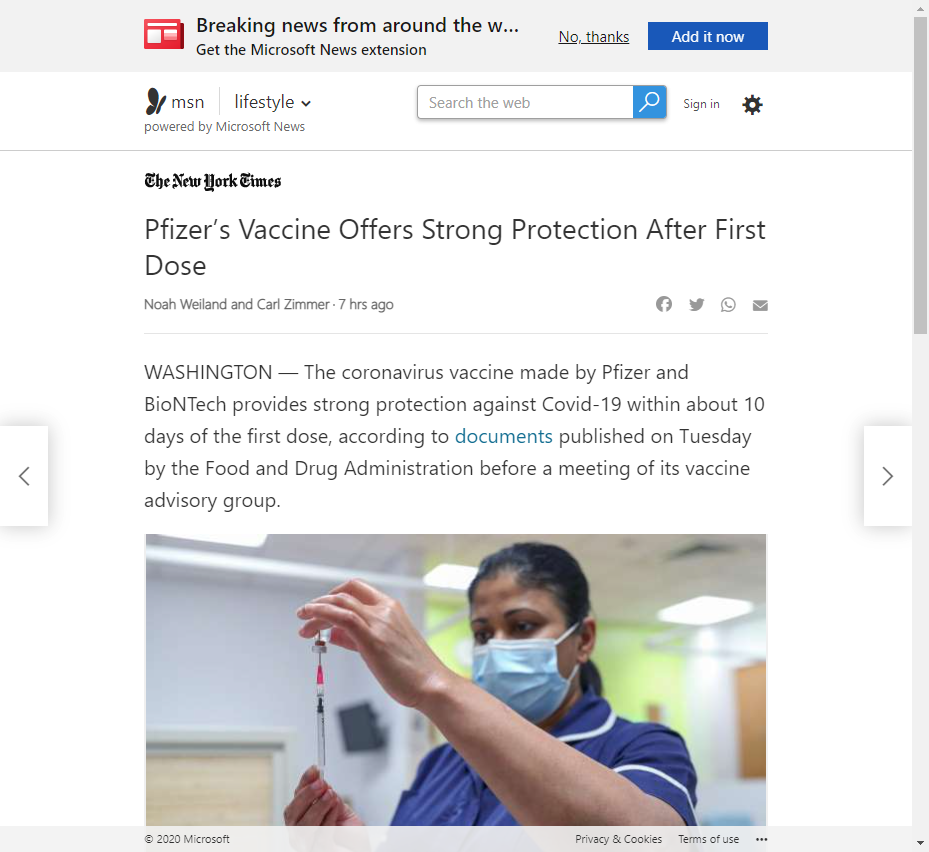 Breaking news from around the w...
Get the Microsoft News extension
No, thanks
Add it now
msn
lifestyle
powered by Microsoft News
Search the web
Sign in
The New York Times
Pfizer's Vaccine Offers Strong Protection After First
Dose
Noah Weiland and Carl Zimmer · 7 hrs ago
WASHINGTON — The coronavirus vaccine made by Pfizer and
BioNTech provides strong protection against Covid-19 within about 10
days of the first dose, according to documents published on Tuesday
by the Food and Drug Administration before a meeting of its vaccine
advisory group.
© 2020 Microsoft
Privacy & Cookies
Terms of use